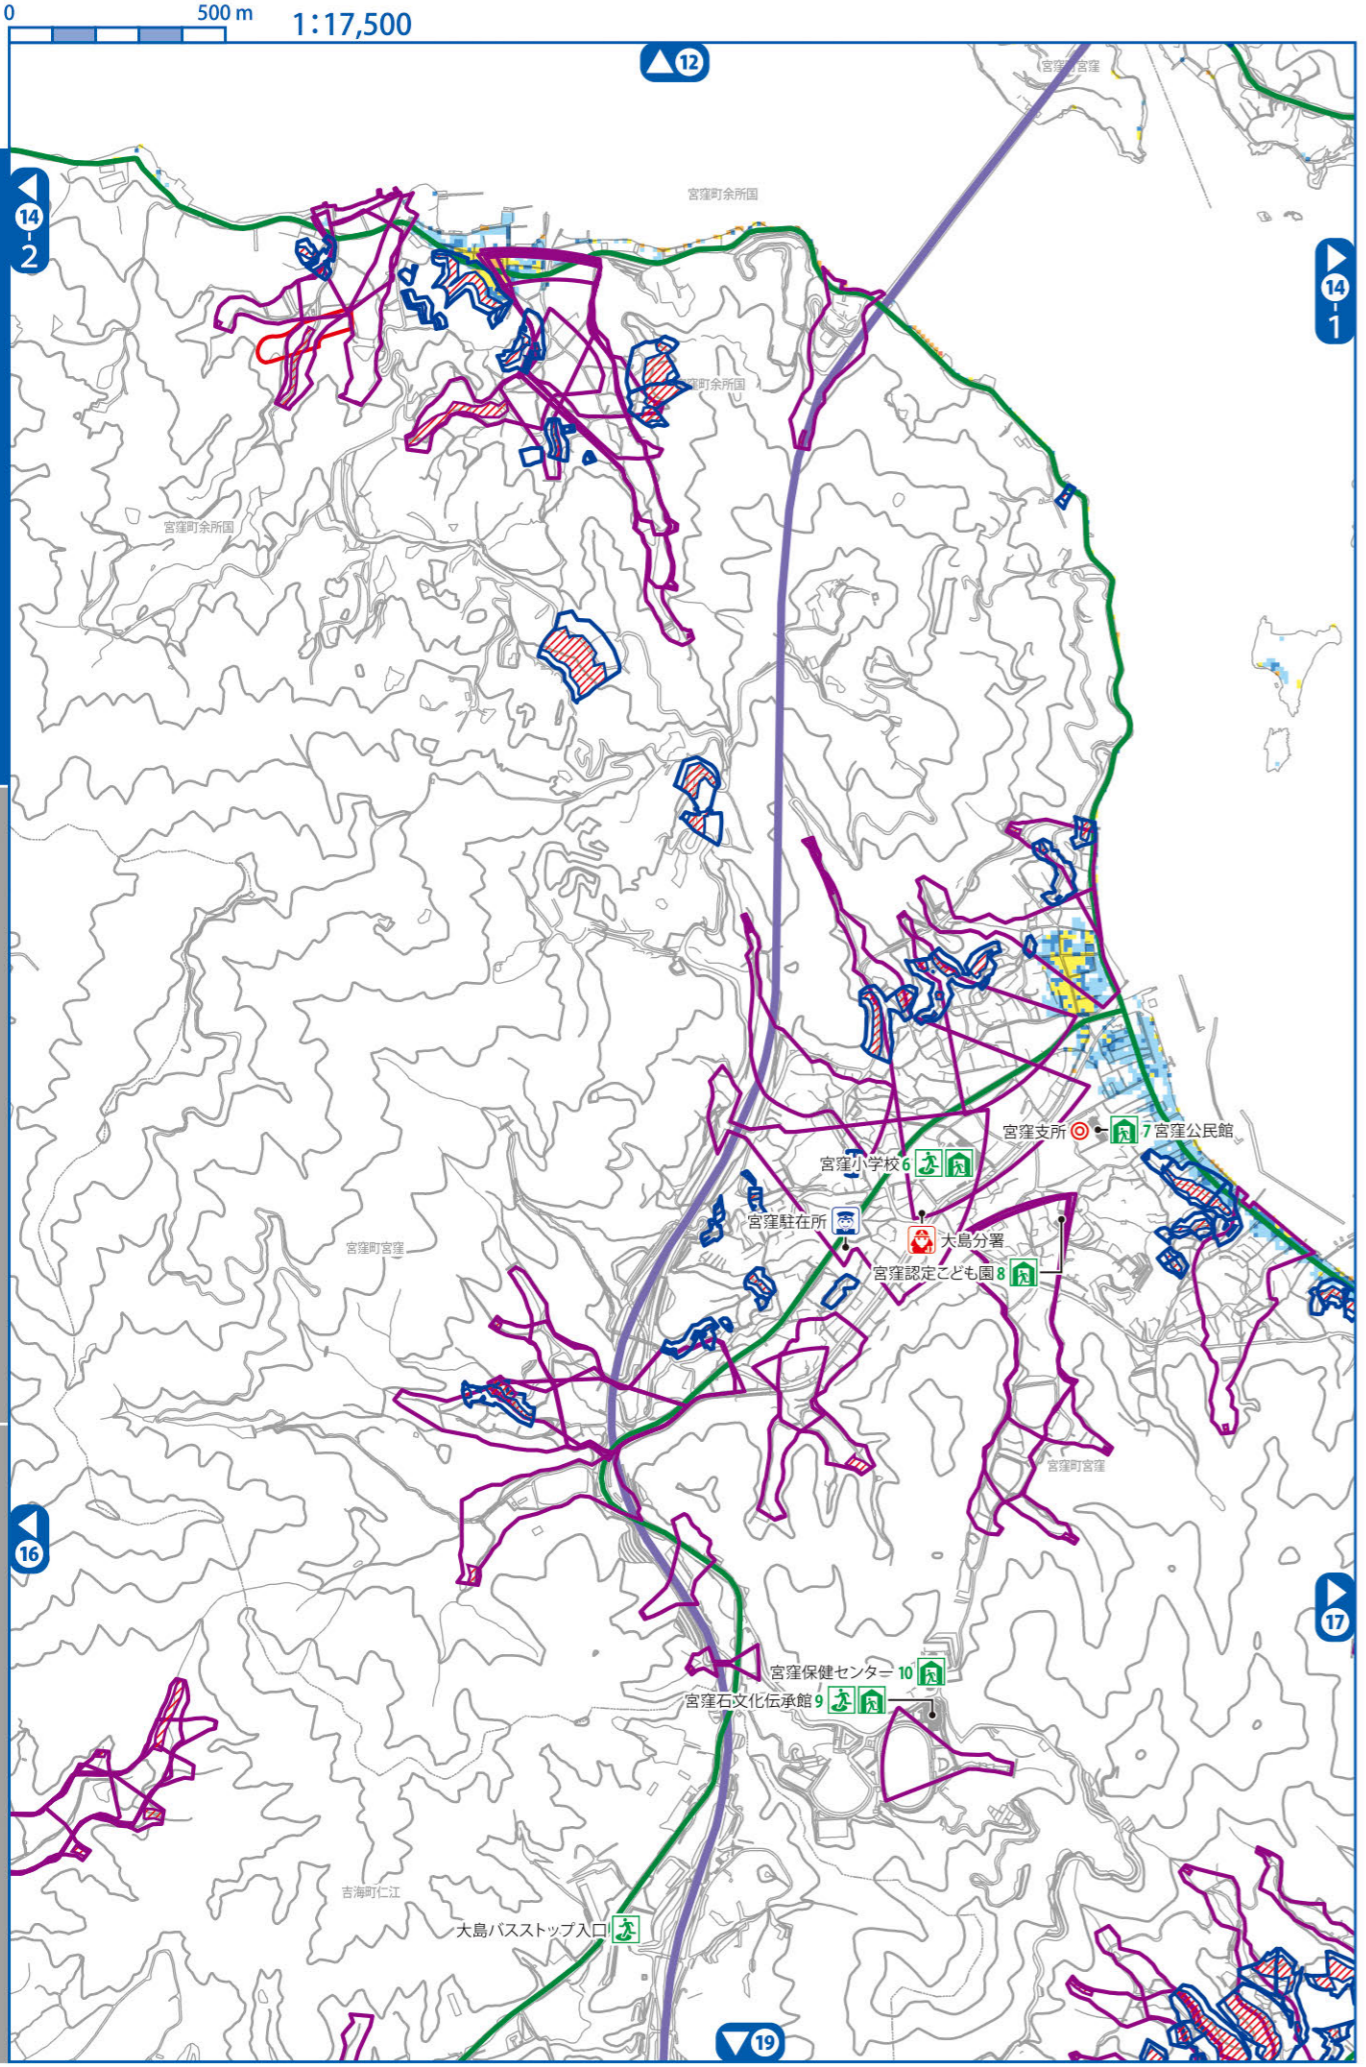 0 500 m 1:17,500
12
宮窪町宮窪
14
-
2
宮窪町余所国
14
-
1
宮窪町余所国
宮窪町余所国
宮窪支所 7 宮窪公民館
宮窪小学校 6
宮窪駐在所
大島分署
宮窪町宮窪
宮窪認定こども園 8
宮窪町宮窪
16
17
宮窪保健センター 10
宮窪石文化伝承館 9
吉海町仁江
大島バスストップ入口
19